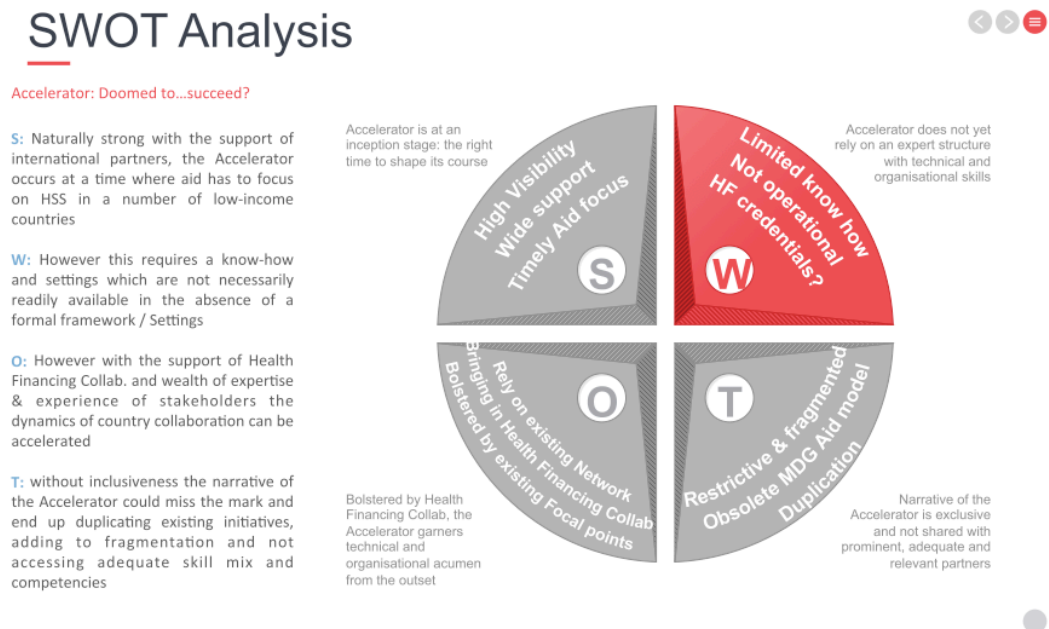 SWOT Analysis
Accelerator: Doomed to…succeed?
S: Naturally strong with the support of
international partners, the Accelerator
occurs at a time where aid has to focus
on HSS in a number of low-income
countries
W: However this requires a know-how
and settings which are not necessarily
readily available in the absence of a
formal framework / Settings
O: However with the support of Health
Financing Collab. and wealth of expertise
& experience of stakeholders the
dynamics of country collaboration can be
accelerated
T: without inclusiveness the narrative of
the Accelerator could miss the mark and
end up duplicating existing initiatives,
adding to fragmentation and not
accessing adequate skill mix and
competencies
Accelerator is at an
inception stage: the right
time to shape its course
High Visibility
Wide support
Timely Aid focus
S
Limited know how
Not operational
HF credentials?
W
Accelerator does not yet
rely on an expert structure
with technical and
organisational skills
Rely on existing Network
Bringing in Health Financing Collab
Bolstered by existing Focal points
O
Restrictive & fragmented
Obsolete MDG Aid model
Duplication
T
Bolstered by Health
Financing Collab, the
Accelerator garners
technical and
organisational acumen
from the outset
Narrative of the
Accelerator is exclusive
and not shared with
prominent, adequate and
relevant partners